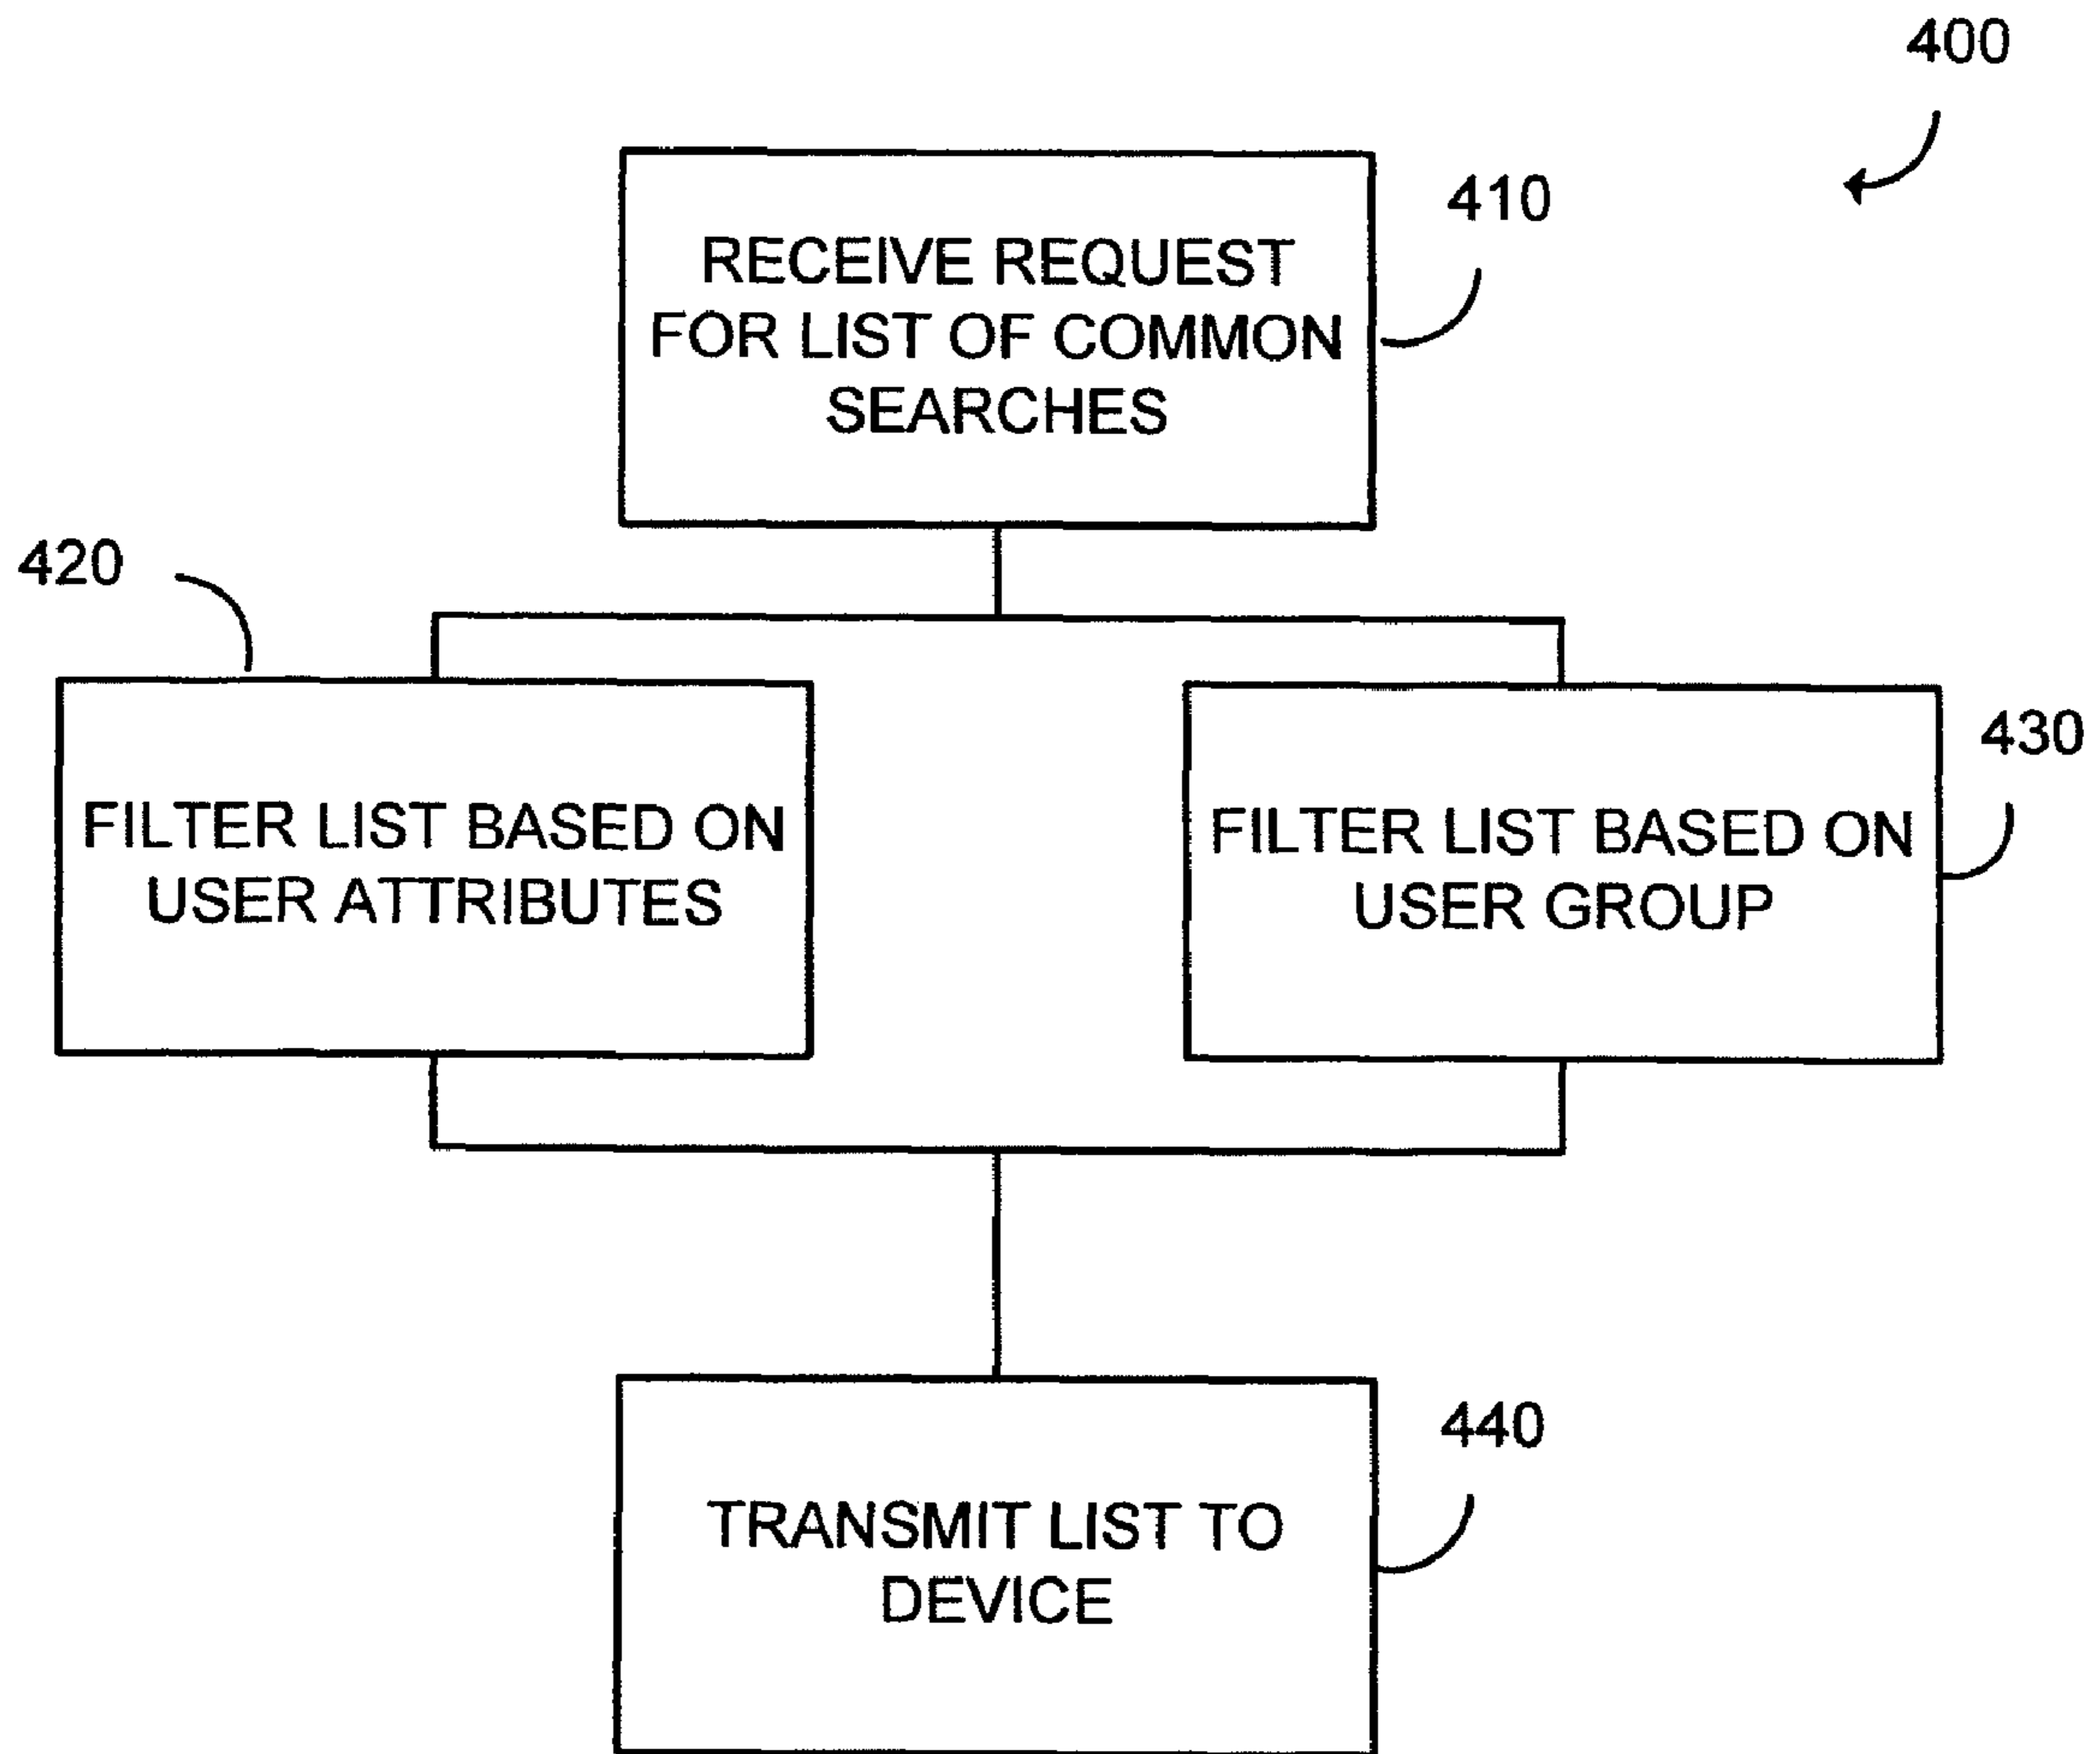 400
410
RECEIVE REQUEST
FOR LIST OF COMMON
SEARCHES
420
430
FILTER LIST BASED ON
USER ATTRIBUTES
FILTER LIST BASED ON
USER GROUP
440
TRANSMIT LIST TO
DEVICE